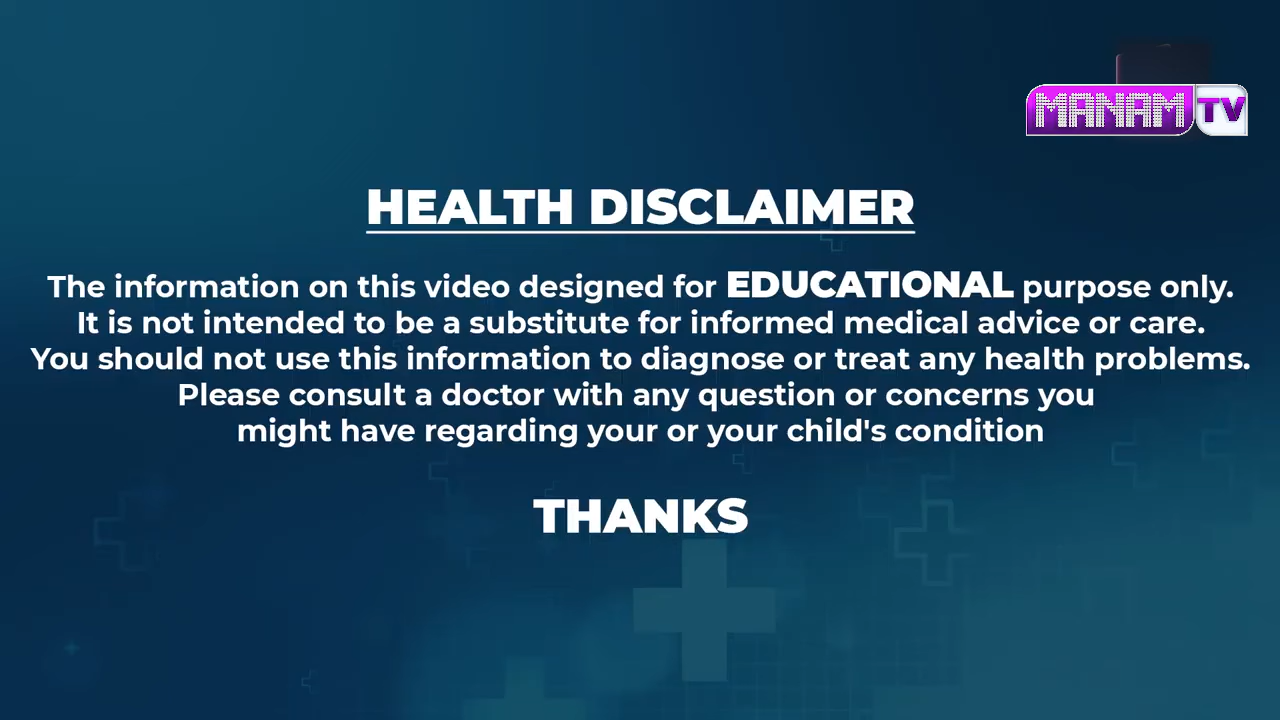 MANAM TV
HEALTH DISCLAIMER
The information on this video designed for EDUCATIONAL purpose only.
It is not intended to be a substitute for informed medical advice or care.
You should not use this information to diagnose or treat any health problems.
Please consult a doctor with any question or concerns you
might have regarding your or your child's condition
THANKS